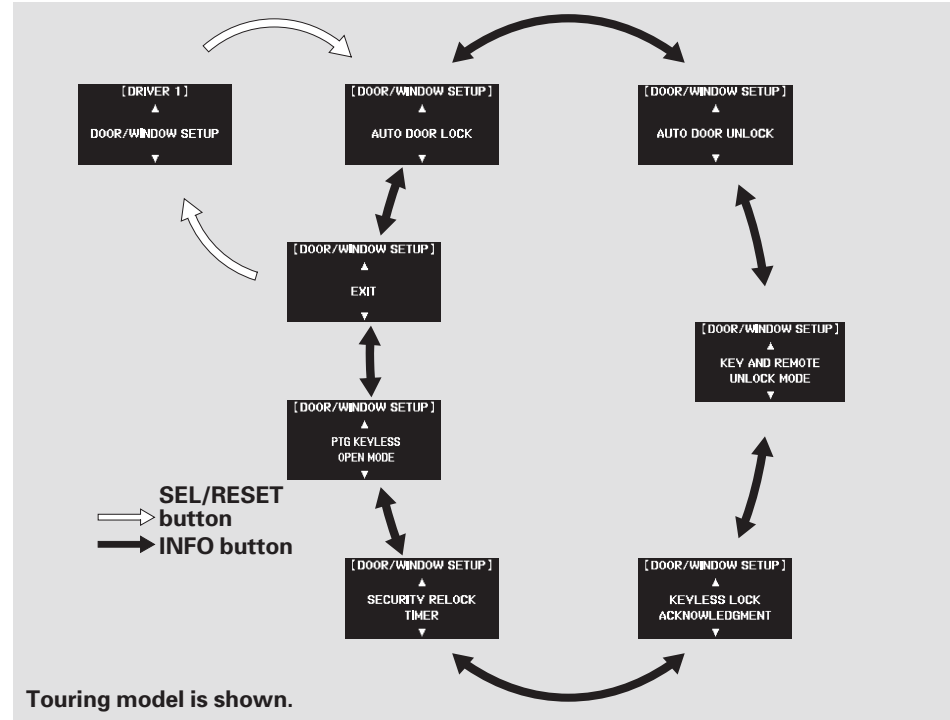 [DRIVER 1]
▲
DOOR/WINDOW SETUP
▼
[DOOR/WINDOW SETUP]
▲
AUTO DOOR LOCK
▼
[DOOR/WINDOW SETUP]
▲
AUTO DOOR UNLOCK
▼
[DOOR/WINDOW SETUP]
▲
EXIT
▼
[DOOR/WINDOW SETUP]
▲
KEY AND REMOTE
UNLOCK MODE
▼
[DOOR/WINDOW SETUP]
▲
PTG KEYLESS
OPEN MODE
▼
SEL/RESET
button
INFO button
[DOOR/WINDOW SETUP]
▲
SECURITY RELOCK
TIMER
▼
[DOOR/WINDOW SETUP]
▲
KEYLESS LOCK
ACKNOWLEDGMENT
▼
Touring model is shown.